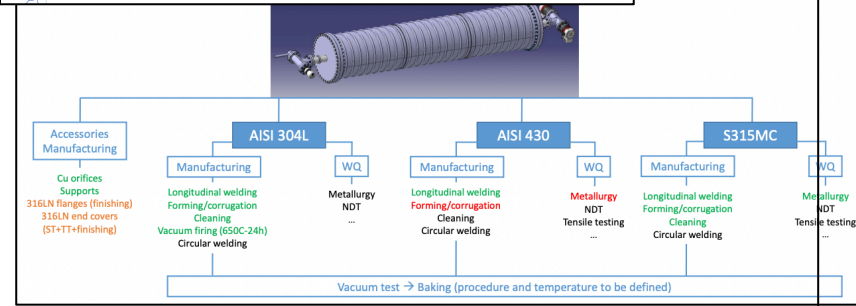 Accessories
Manufacturing
Cu orifices
Supports
316LN flanges (finishing)
316LN end covers
(ST+TT+finishing)
AISI 304L
Manufacturing
Longitudinal welding
Forming/corrugation
Cleaning
Vacuum firing (650C-24h)
Circular welding
WQ
Metallurgy
NDT
...
AISI 430
Manufacturing
Longitudinal welding
Forming/corrugation
Cleaning
Circular welding
WQ
Metallurgy
NDT
Tensile testing
...
S315MC
Manufacturing
Longitudinal welding
Forming/corrugation
Cleaning
Circular welding
WQ
Metallurgy
NDT
Tensile testing
...
Vacuum test → Baking (procedure and temperature to be defined)